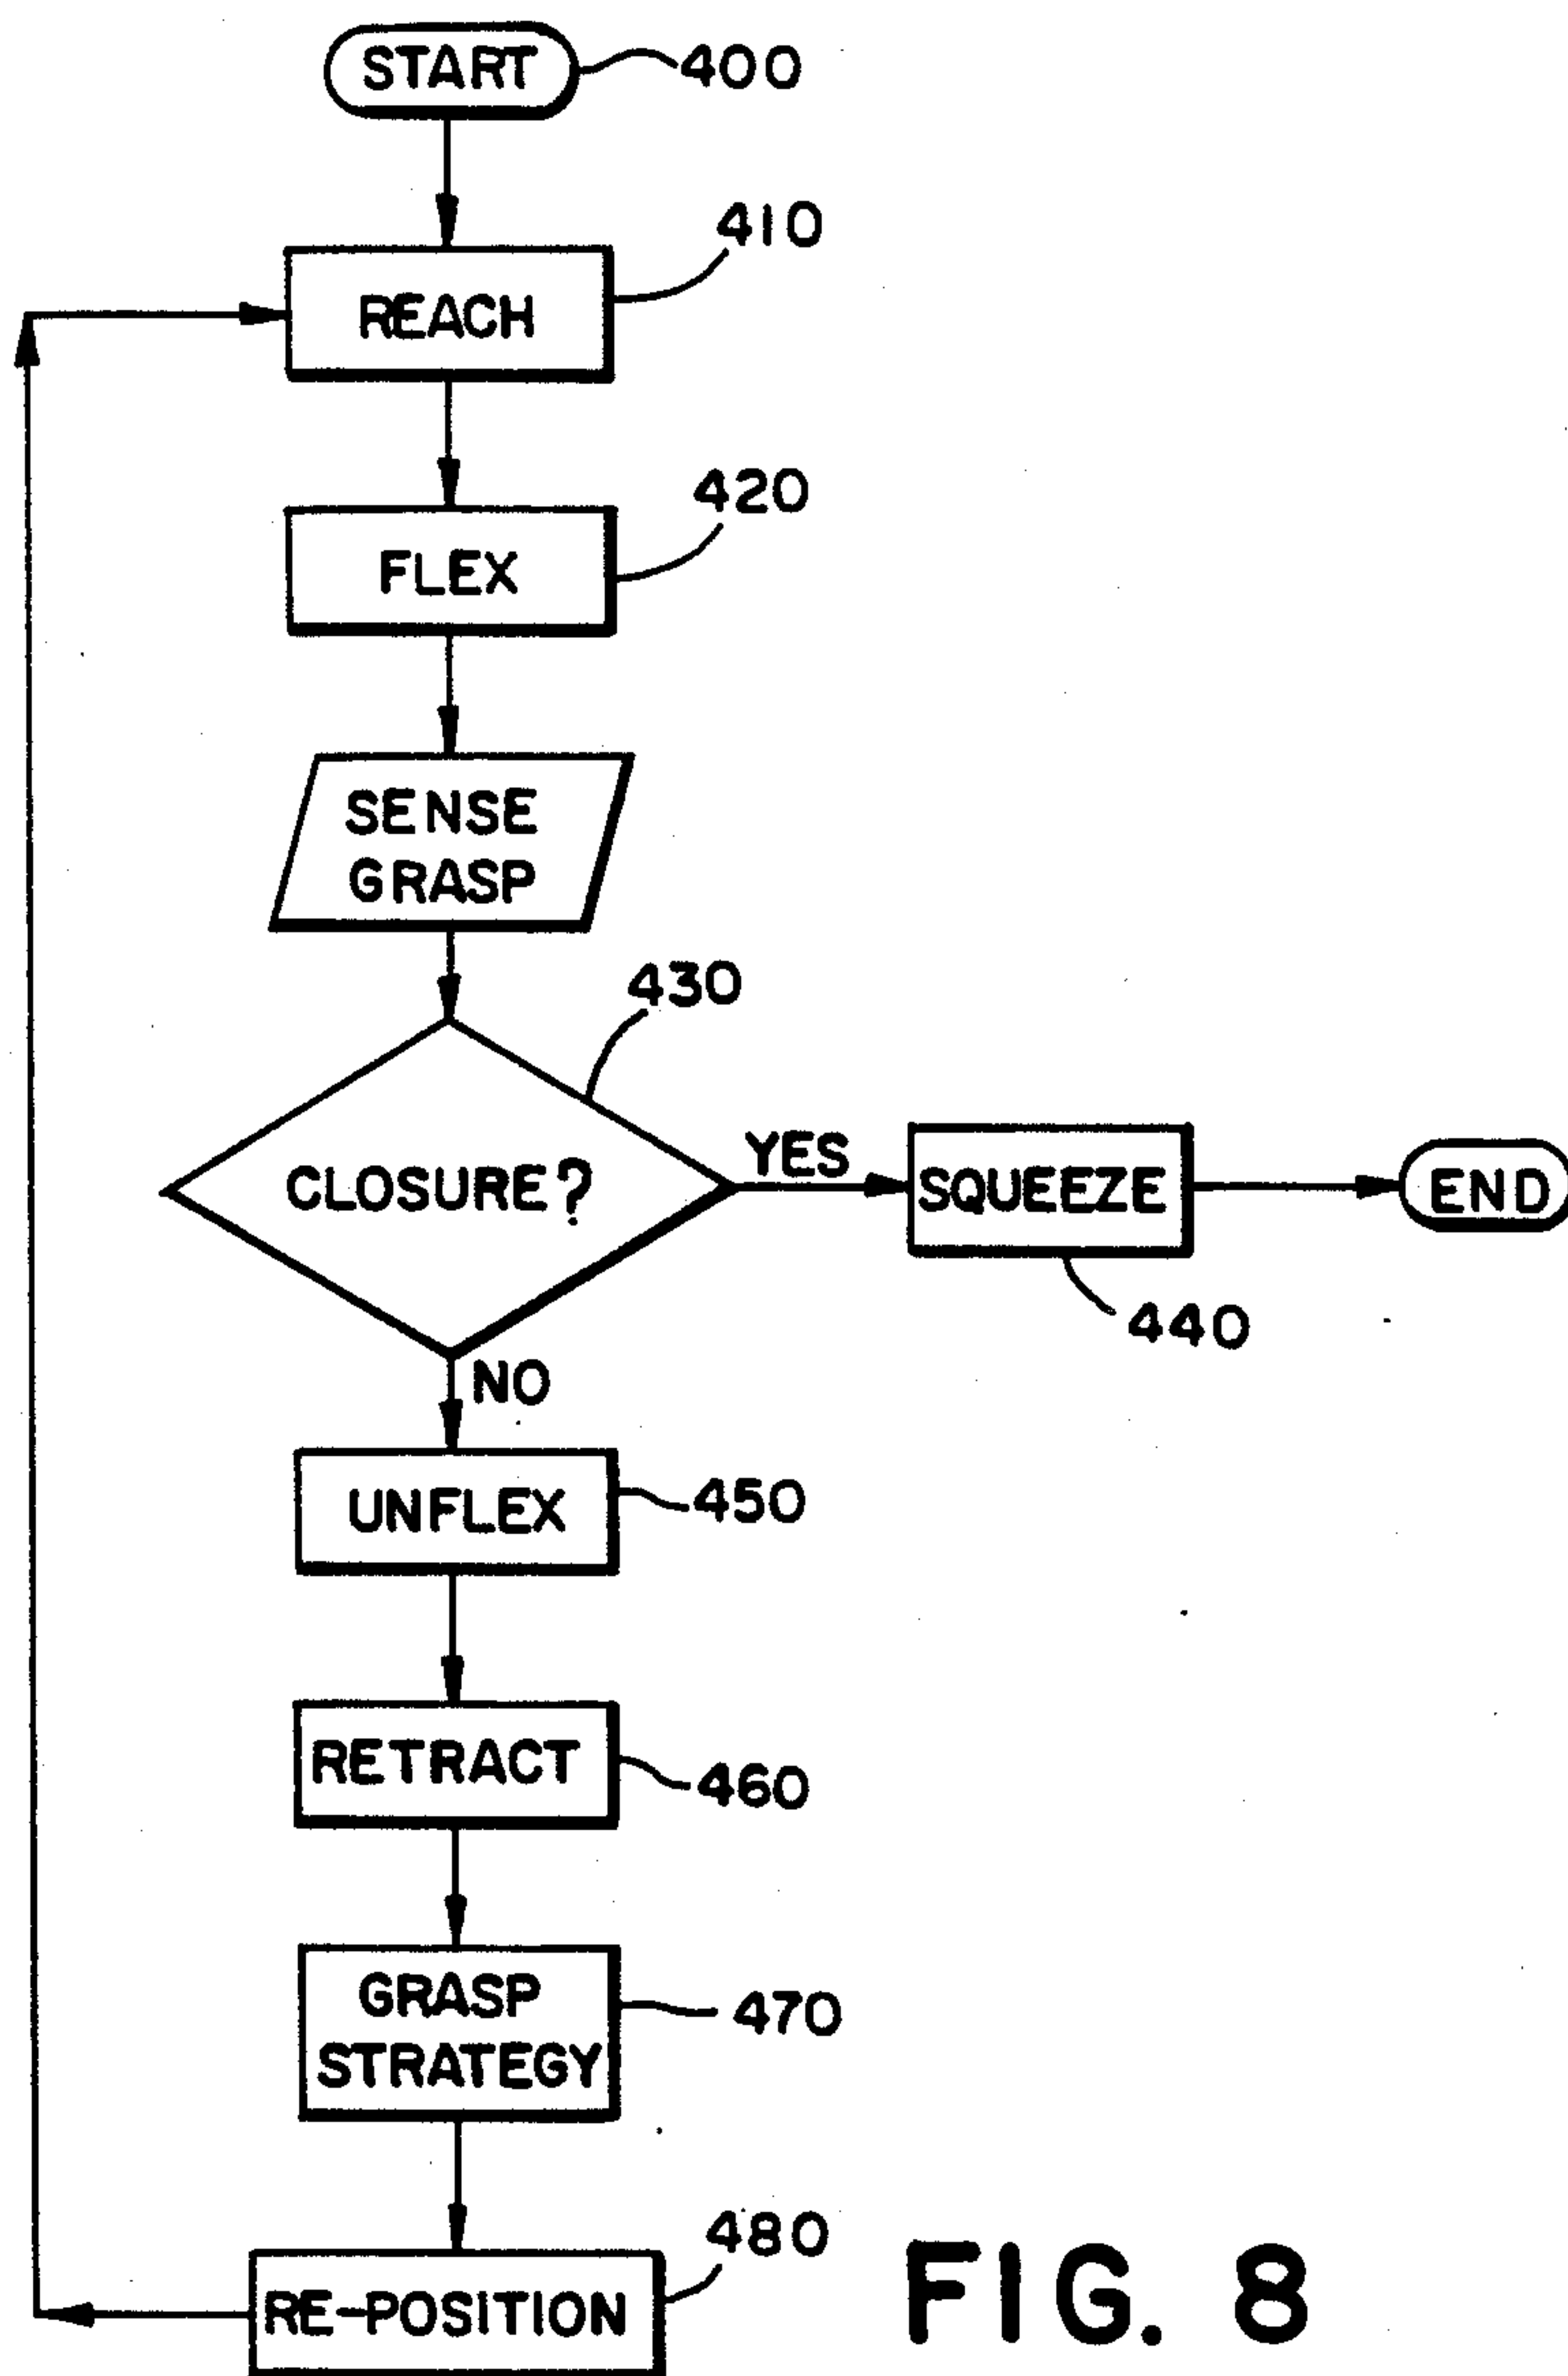 START
400
410
REACH
420
FLEX
SENSE
GRASP
430
CLOSURE?
YES
SQUEEZE
END
440
NO
UNFLEX
450
RETRACT
460
GRASP
STRATEGY
470
480
RE-POSITION
FIG. 8